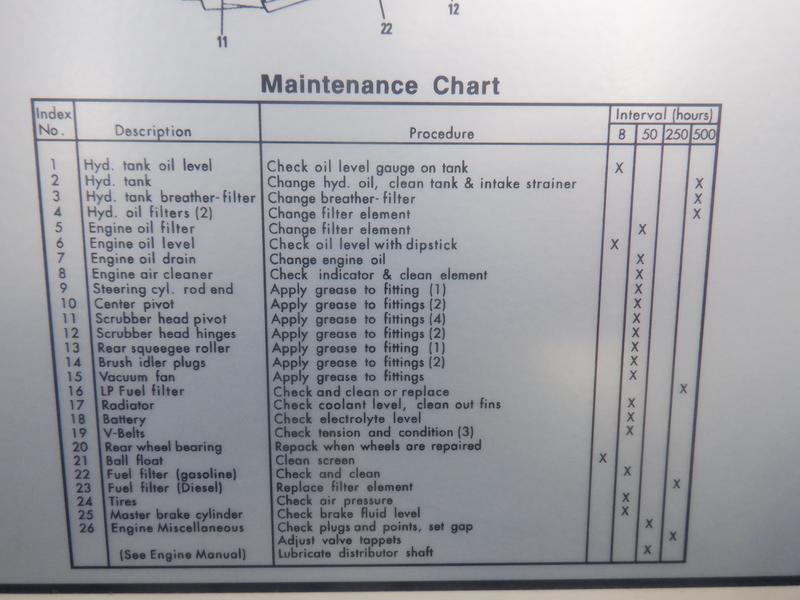 12
22
11
Maintenance Chart
Index No. Description Procedure Interval (hours)
8 50 250 500
1 Hyd. tank oil level Check oil level gauge on tank X
2 Hyd. tank Change hyd. oil, clean tank & intake strainer X
3 Hyd. tank breather-filter Change breather-filter X
4 Hyd. oil filters (2) Change filter element X
5 Engine oil filter Change filter element X
6 Engine oil level Check oil level with dipstick X
7 Engine oil drain Change engine oil X
8 Engine air cleaner Check indicator & clean element X
9 Steering cyl. rod end Apply grease to fitting (1) X
10 Center pivot Apply grease to fittings (2) X
11 Scrubber head pivot Apply grease to fittings (4) X
12 Scrubber head hinges Apply grease to fittings (2) X
13 Rear squeegee roller Apply grease to fitting (1) X
14 Brush idler plugs Apply grease to fittings (2) X
15 Vacuum fan Apply grease to fittings X
16 LP Fuel filter Check and clean or replace X
17 Radiator Check coolant level, clean out fins X
18 Battery Check electrolyte level X
19 V-Belts Check tension and condition (3) X
20 Rear wheel bearing Repack when wheels are repaired
21 Ball float Clean screen X
22 Fuel filter (gasoline) Check and clean X
23 Fuel filter (Diesel) Replace filter element X
24 Tires Check air pressure X
25 Master brake cylinder Check brake fluid level X
26 Engine Miscellaneous Check plugs and points, set gap X
Adjust valve tappets X
(See Engine Manual) Lubricate distributor shaft X